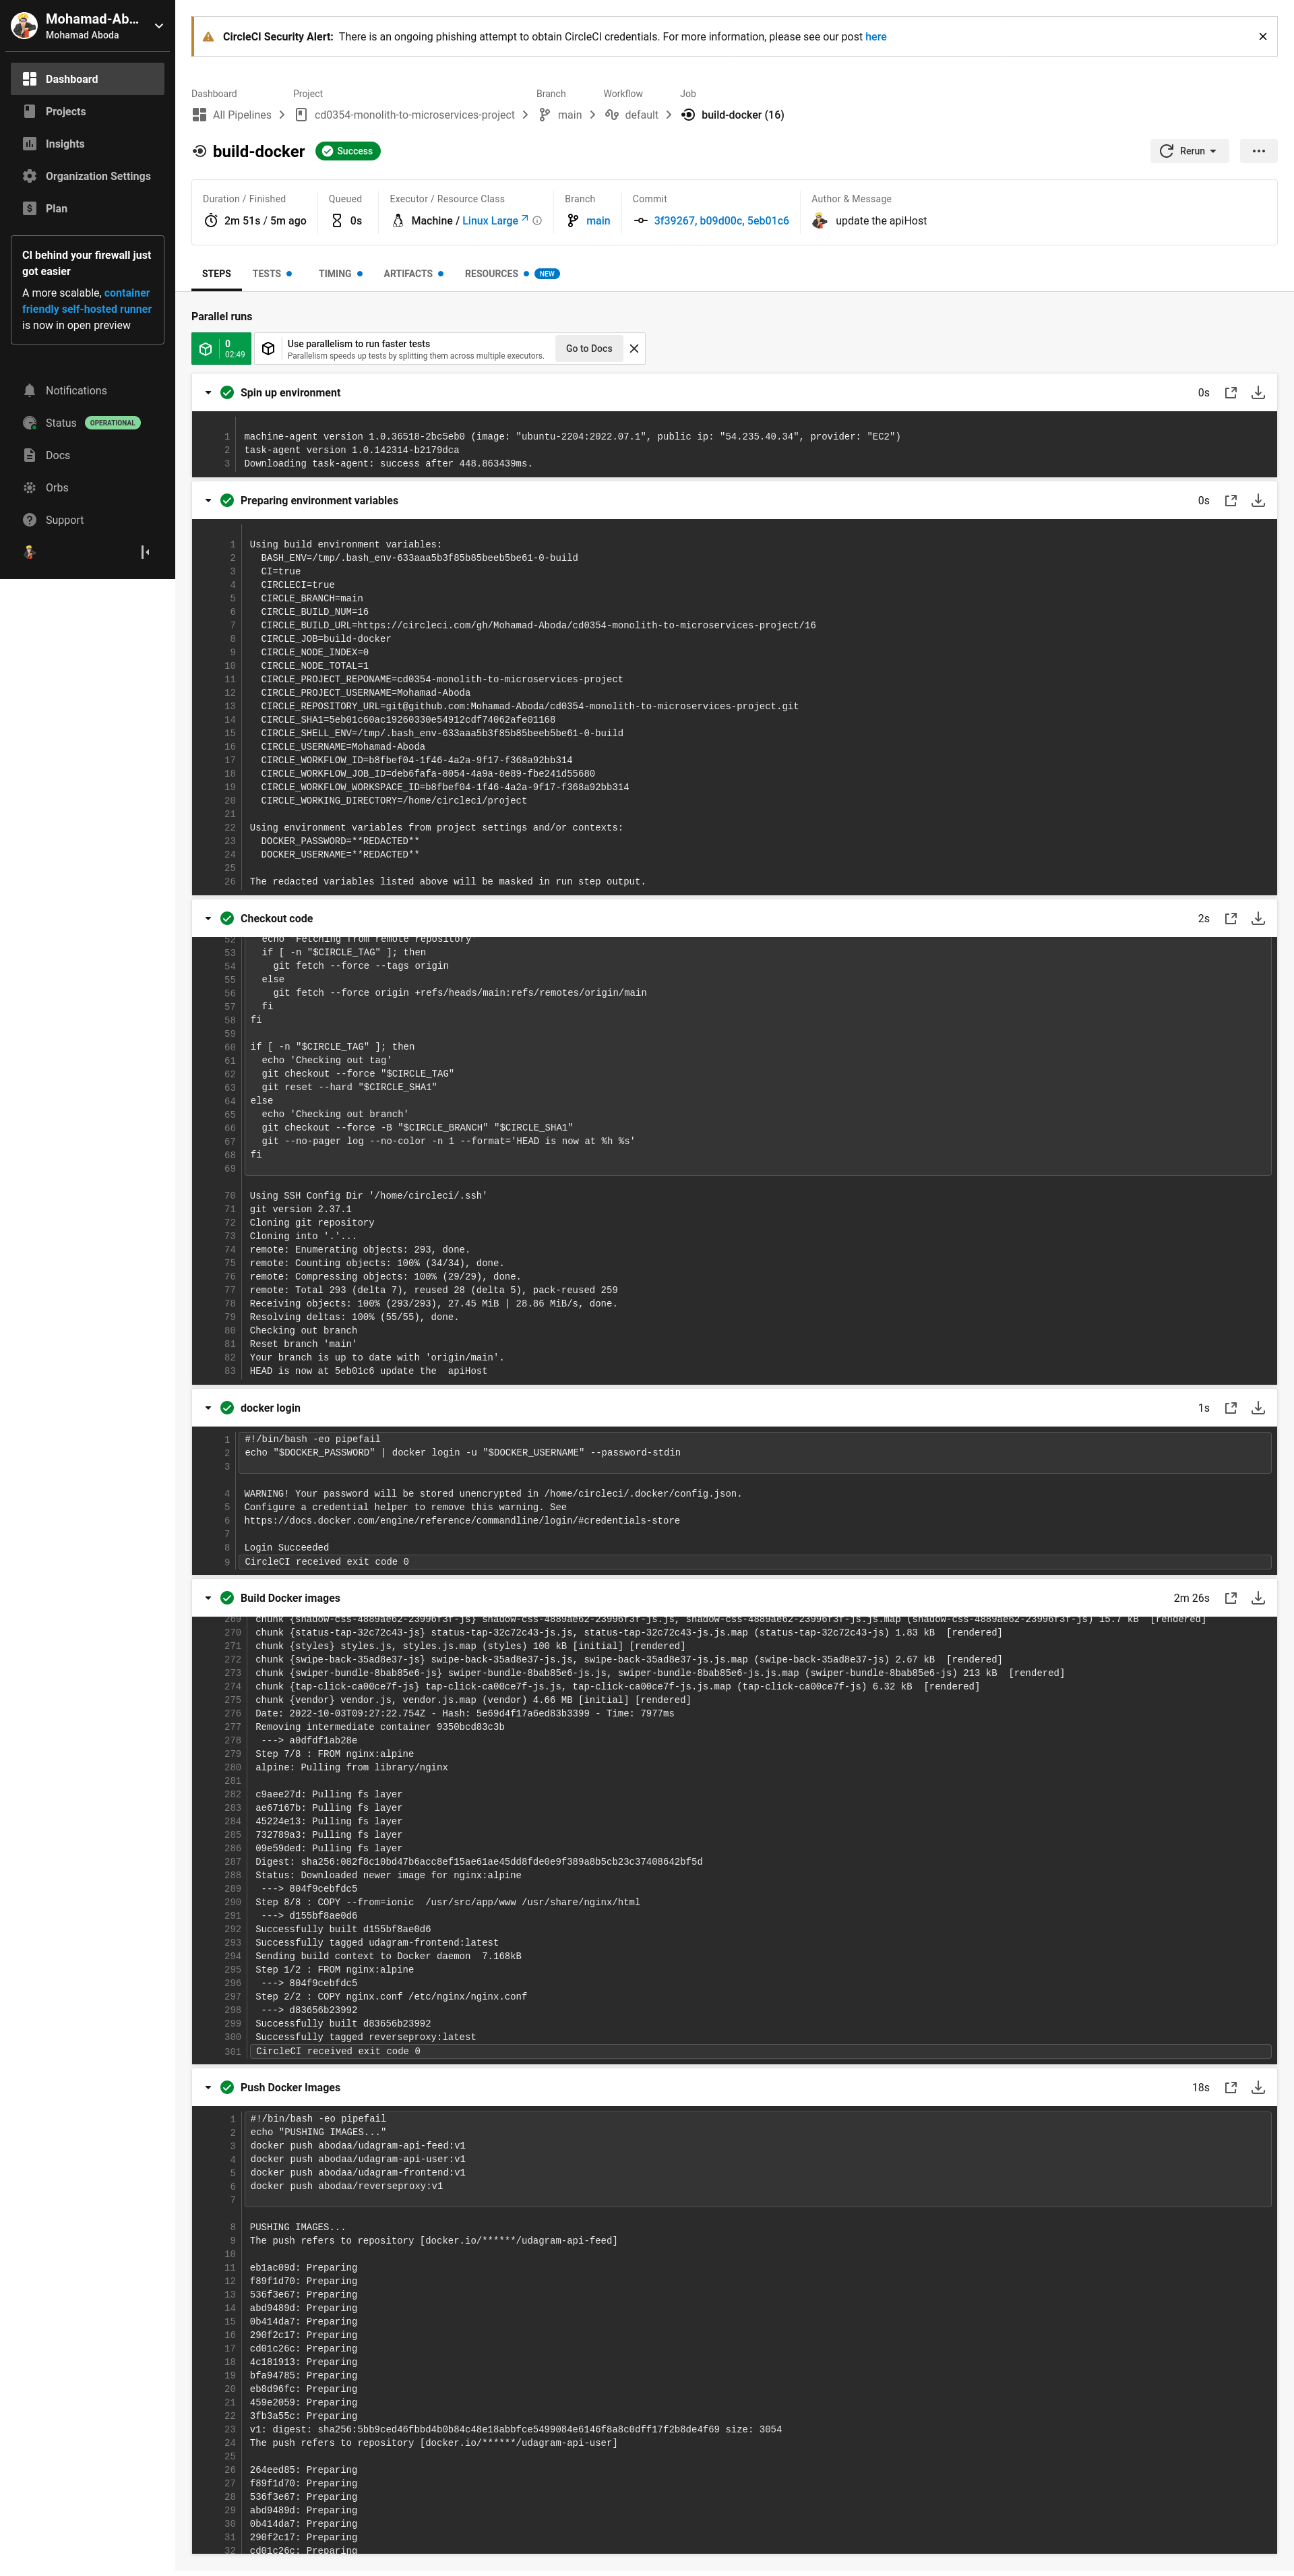 Mohamad-Ab...
Mohamad Aboda
Dashboard
Projects
Insights
Organization Settings
Plan
CI behind your firewall just
got easier
A more scalable, container
friendly self-hosted runner
is now in open preview
Notifications
Status OPERATIONAL
Docs
Orbs
Support
CircleCI Security Alert: There is an ongoing phishing attempt to obtain CircleCI credentials. For more information, please see our post here
Dashboard Project Branch Workflow Job
All Pipelines cd0354-monolith-to-microservices-project main default build-docker (16)
build-docker Success Rerun
Duration / Finished Queued Executor / Resource Class Branch Commit Author & Message
2m 51s / 5m ago 0s Machine / Linux Large main 3f39267, b09d00c, 5eb01c6 update the apiHost
STEPS TESTS TIMING ARTIFACTS RESOURCES NEW
Parallel runs
0
02:49
Use parallelism to run faster tests
Parallelism speeds up tests by splitting them across multiple executors.
Go to Docs
Spin up environment 0s
1 machine-agent version 1.0.36518-2bc5eb0 (image: "ubuntu-2204:2022.07.1", public ip: "54.235.40.34", provider: "EC2")
2 task-agent version 1.0.142314-b2179dca
3 Downloading task-agent: success after 448.863439ms.
Preparing environment variables 0s
1 Using build environment variables:
2 BASH_ENV=/tmp/.bash_env-633aaa5b3f85b85beeb5be61-0-build
3 CI=true
4 CIRCLECI=true
5 CIRCLE_BRANCH=main
6 CIRCLE_BUILD_NUM=16
7 CIRCLE_BUILD_URL=https://circleci.com/gh/Mohamad-Aboda/cd0354-monolith-to-microservices-project/16
8 CIRCLE_JOB=build-docker
9 CIRCLE_NODE_INDEX=0
10 CIRCLE_NODE_TOTAL=1
11 CIRCLE_PROJECT_REPONAME=cd0354-monolith-to-microservices-project
12 CIRCLE_PROJECT_USERNAME=Mohamad-Aboda
13 CIRCLE_REPOSITORY_URL=git@github.com:Mohamad-Aboda/cd0354-monolith-to-microservices-project.git
14 CIRCLE_SHA1=5eb01c60ac19260330e54912cdf74062afe01168
15 CIRCLE_SHELL_ENV=/tmp/.bash_env-633aaa5b3f85b85beeb5be61-0-build
16 CIRCLE_USERNAME=Mohamad-Aboda
17 CIRCLE_WORKFLOW_ID=b8fbef04-1f46-4a2a-9f17-f368a92bb314
18 CIRCLE_WORKFLOW_JOB_ID=deb6fafa-8054-4a9a-8e89-fbe241d55680
19 CIRCLE_WORKFLOW_WORKSPACE_ID=b8fbef04-1f46-4a2a-9f17-f368a92bb314
20 CIRCLE_WORKING_DIRECTORY=/home/circleci/project
21
22 Using environment variables from project settings and/or contexts:
23 DOCKER_PASSWORD=**REDACTED**
24 DOCKER_USERNAME=**REDACTED**
25
26 The redacted variables listed above will be masked in run step output.
Checkout code 2s
52 echo 'Fetching from remote repository'
53 if [ -n "$CIRCLE_TAG" ]; then
54 git fetch --force --tags origin
55 else
56 git fetch --force origin +refs/heads/main:refs/remotes/origin/main
57 fi
58 fi
59
60 if [ -n "$CIRCLE_TAG" ]; then
61 echo 'Checking out tag'
62 git checkout --force "$CIRCLE_TAG"
63 git reset --hard "$CIRCLE_SHA1"
64 else
65 echo 'Checking out branch'
66 git checkout --force -B "$CIRCLE_BRANCH" "$CIRCLE_SHA1"
67 git --no-pager log --no-color -n 1 --format='HEAD is now at %h %s'
68 fi
69
70 Using SSH Config Dir '/home/circleci/.ssh'
71 git version 2.37.1
72 Cloning git repository
73 Cloning into '.'...
74 remote: Enumerating objects: 293, done.
75 remote: Counting objects: 100% (34/34), done.
76 remote: Compressing objects: 100% (29/29), done.
77 remote: Total 293 (delta 7), reused 28 (delta 5), pack-reused 259
78 Receiving objects: 100% (293/293), 27.45 MiB | 28.86 MiB/s, done.
79 Resolving deltas: 100% (55/55), done.
80 Checking out branch
81 Reset branch 'main'
82 Your branch is up to date with 'origin/main'.
83 HEAD is now at 5eb01c6 update the  apiHost
docker login 1s
1 #!/bin/bash -eo pipefail
2 echo "$DOCKER_PASSWORD" | docker login -u "$DOCKER_USERNAME" --password-stdin
3
4 WARNING! Your password will be stored unencrypted in /home/circleci/.docker/config.json.
5 Configure a credential helper to remove this warning. See
6 https://docs.docker.com/engine/reference/commandline/login/#credentials-store
7
8 Login Succeeded
9 CircleCI received exit code 0
Build Docker images 2m 26s
269 chunk {shadow-css-4889ae62-23996f3f-js} shadow-css-4889ae62-23996f3f-js.js, shadow-css-4889ae62-23996f3f-js.js.map (shadow-css-4889ae62-23996f3f-js) 15.7 kB  [rendered]
270 chunk {status-tap-32c72c43-js} status-tap-32c72c43-js.js, status-tap-32c72c43-js.js.map (status-tap-32c72c43-js) 1.83 kB  [rendered]
271 chunk {styles} styles.js, styles.js.map (styles) 100 kB [initial] [rendered]
272 chunk {swipe-back-35ad8e37-js} swipe-back-35ad8e37-js.js, swipe-back-35ad8e37-js.js.map (swipe-back-35ad8e37-js) 2.67 kB  [rendered]
273 chunk {swiper-bundle-8bab85e6-js} swiper-bundle-8bab85e6-js.js, swiper-bundle-8bab85e6-js.js.map (swiper-bundle-8bab85e6-js) 213 kB  [rendered]
274 chunk {tap-click-ca00ce7f-js} tap-click-ca00ce7f-js.js, tap-click-ca00ce7f-js.js.map (tap-click-ca00ce7f-js) 6.32 kB  [rendered]
275 chunk {vendor} vendor.js, vendor.js.map (vendor) 4.66 MB [initial] [rendered]
276 Date: 2022-10-03T09:27:22.754Z - Hash: 5e69d4f17a6ed83b3399 - Time: 7977ms
277 Removing intermediate container 9350bcd83c3b
278 ---> a0dfdf1ab28e
279 Step 7/8 : FROM nginx:alpine
280 alpine: Pulling from library/nginx
281
282 c9aee27d: Pulling fs layer
283 ae67167b: Pulling fs layer
284 45224e13: Pulling fs layer
285 732789a3: Pulling fs layer
286 09e59ded: Pulling fs layer
287 Digest: sha256:082f8c10bd47b6acc8ef15ae61ae45dd8fde0e9f389a8b5cb23c37408642bf5d
288 Status: Downloaded newer image for nginx:alpine
289 ---> 804f9cebfdc5
290 Step 8/8 : COPY --from=ionic  /usr/src/app/www /usr/share/nginx/html
291 ---> d155bf8ae0d6
292 Successfully built d155bf8ae0d6
293 Successfully tagged udagram-frontend:latest
294 Sending build context to Docker daemon  7.168kB
295 Step 1/2 : FROM nginx:alpine
296 ---> 804f9cebfdc5
297 Step 2/2 : COPY nginx.conf /etc/nginx/nginx.conf
298 ---> d83656b23992
299 Successfully built d83656b23992
300 Successfully tagged reverseproxy:latest
301 CircleCI received exit code 0
Push Docker Images 18s
1 #!/bin/bash -eo pipefail
2 echo "PUSHING IMAGES..."
3 docker push abodaa/udagram-api-feed:v1
4 docker push abodaa/udagram-api-user:v1
5 docker push abodaa/udagram-frontend:v1
6 docker push abodaa/reverseproxy:v1
7
8 PUSHING IMAGES...
9 The push refers to repository [docker.io/******/udagram-api-feed]
10
11 eb1ac09d: Preparing
12 f89f1d70: Preparing
13 536f3e67: Preparing
14 abd9489d: Preparing
15 0b414da7: Preparing
16 290f2c17: Preparing
17 cd01c26c: Preparing
18 4c181913: Preparing
19 bfa94785: Preparing
20 eb8d96fc: Preparing
21 459e2059: Preparing
22 3fb3a55c: Preparing
23 v1: digest: sha256:5bb9ced46fbbd4b0b84c48e18abbfce5499084e6146f8a8c0dff17f2b8de4f69 size: 3054
24 The push refers to repository [docker.io/******/udagram-api-user]
25
26 264eed85: Preparing
27 f89f1d70: Preparing
28 536f3e67: Preparing
29 abd9489d: Preparing
30 0b414da7: Preparing
31 290f2c17: Preparing
32 cd01c26c: Preparing